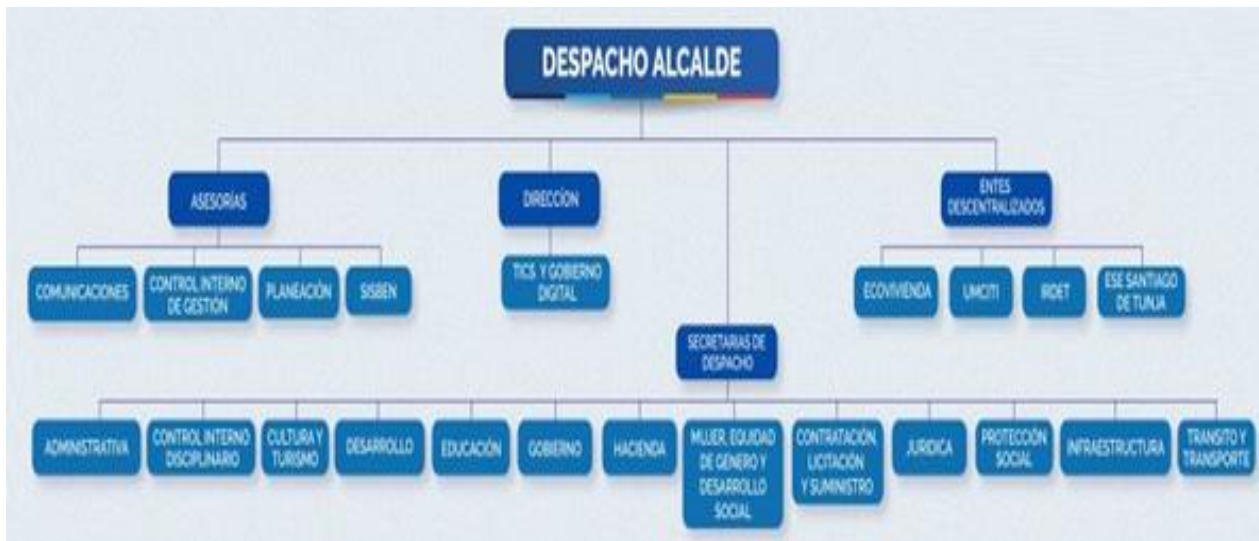 DESPACHO ALCALDE
ASESORÍAS
DIRECCÍON
ENTES
DESCENTRALIZADOS
COMUNICACIONES
CONTROL INTERNO
DE GESTIÓN
PLANEACIÓN
SISBEN
TICS. Y GOBIERNO
DIGITAL
ECOVIVIENDA
UMCITI
IRDET
ESE SANTIAGO
DE TUNJA
SECRETARIAS DE
DESPACHO
ADMINISTRATIVA
CONTROL INTERNO
DISCIPLINARIO
CULTURA Y
TURISMO
DESARROLLO
EDUCACIÓN
GOBIERNO
HACIENDA
MUJER, EQUIDAD
DE GENERO Y
DESARROLLO
SOCIAL
CONTRATACIÓN,
LICITACIÓN
Y SUMINISTRO
JURIDICA
PROTECCIÓN
SOCIAL
INFRAESTRUCTURA
TRANSITO Y
TRANSPORTE